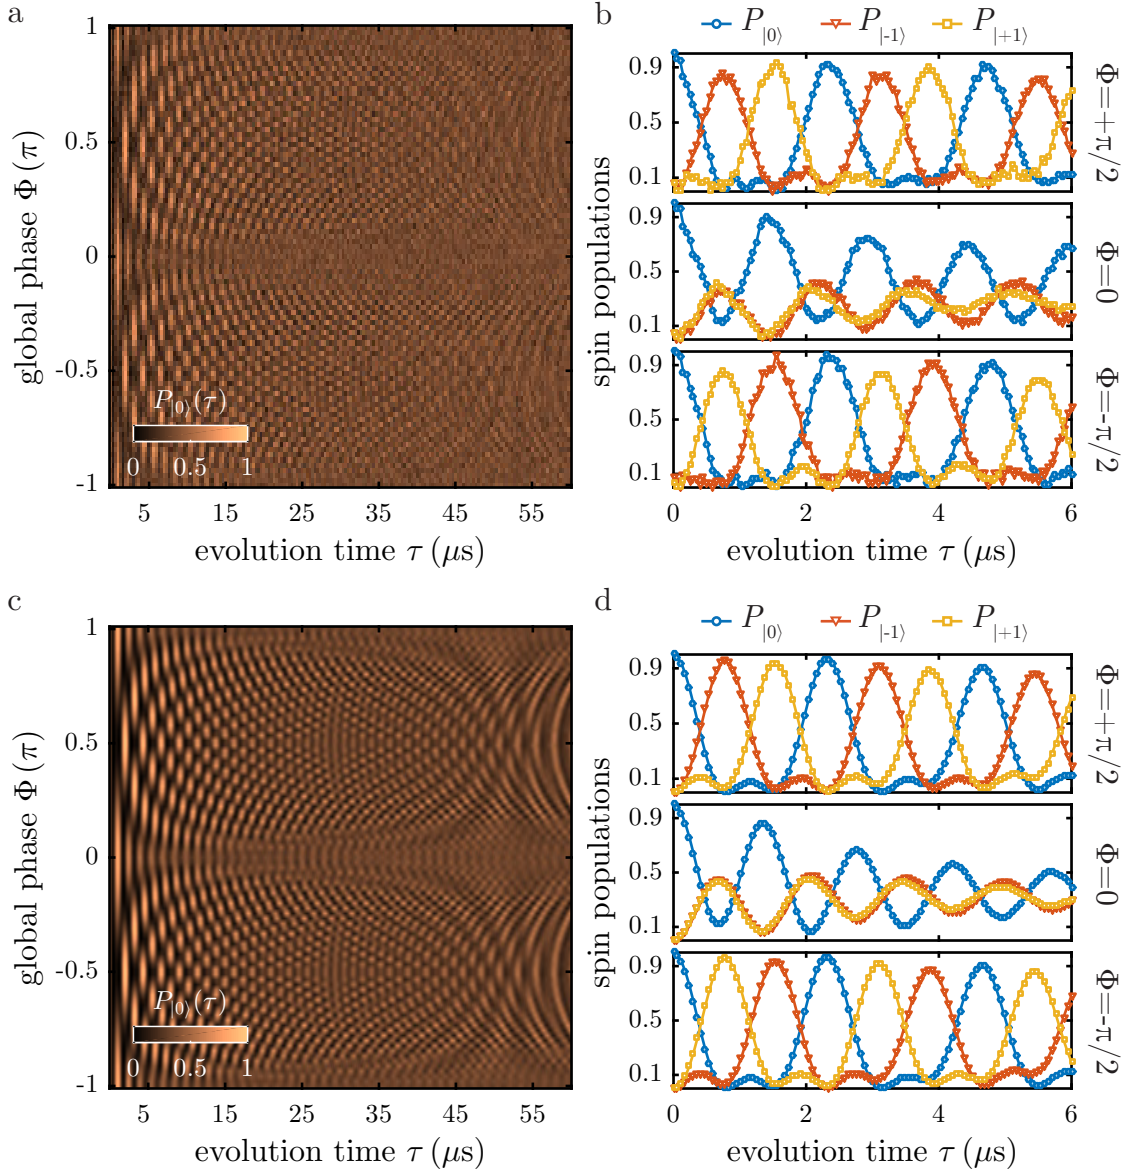 a
global phase Φ (π)
1
0.5
0
-0.5
-1
P|0⟩(τ)
0 0.5 1
5 15 25 35 45 55
evolution time τ (μs)
b
P|0⟩ P|-1⟩ P|+1⟩
spin populations
0.9
0.5
0.1
Φ=+π/2
0.9
0.5
0.1
Φ=0
0.9
0.5
0.1
Φ=-π/2
0 2 4 6
evolution time τ (μs)
c
global phase Φ (π)
1
0.5
0
-0.5
-1
P|0⟩(τ)
0 0.5 1
5 15 25 35 45 55
evolution time τ (μs)
d
P|0⟩ P|-1⟩ P|+1⟩
spin populations
0.9
0.5
0.1
Φ=+π/2
0.9
0.5
0.1
Φ=0
0.9
0.5
0.1
Φ=-π/2
0 2 4 6
evolution time τ (μs)